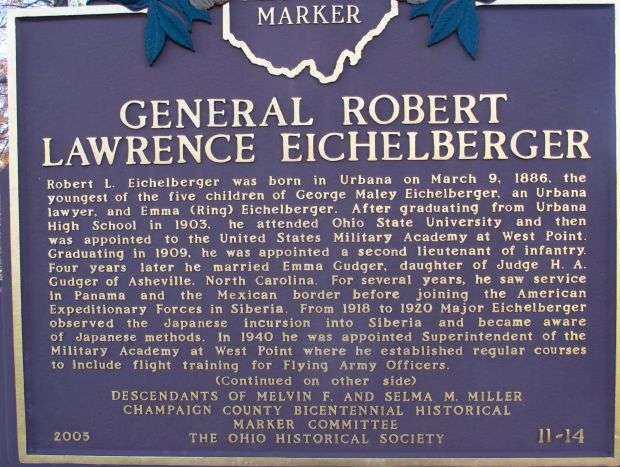 MARKER
GENERAL ROBERT
LAWRENCE EICHELBERGER
Robert L. Eichelberger was born in Urbana on March 9, 1886, the
youngest of the five children of George Maley Eichelberger, an Urbana
lawyer, and Emma (Ring) Eichelberger. After graduating from Urbana
High School in 1903, he attended Ohio State University and then
was appointed to the United States Military Academy at West Point.
Graduating in 1909, he was appointed a second lieutenant of infantry.
Four years later he married Emma Gudger, daughter of Judge H. A.
Gudger of Asheville, North Carolina. For several years, he saw service
in Panama and the Mexican border before joining the American
Expeditionary Forces in Siberia. From 1918 to 1920 Major Eichelberger
observed the Japanese incursion into Siberia and became aware
of Japanese methods. In 1940 he was appointed Superintendent of the
Military Academy at West Point where he established regular courses
to include flight training for Flying Army Officers.
(Continued on other side)
DESCENDANTS OF MELVIN F. AND SELMA M. MILLER
CHAMPAIGN COUNTY BICENTENNIAL HISTORICAL
MARKER COMMITTEE
2005 THE OHIO HISTORICAL SOCIETY 11-14